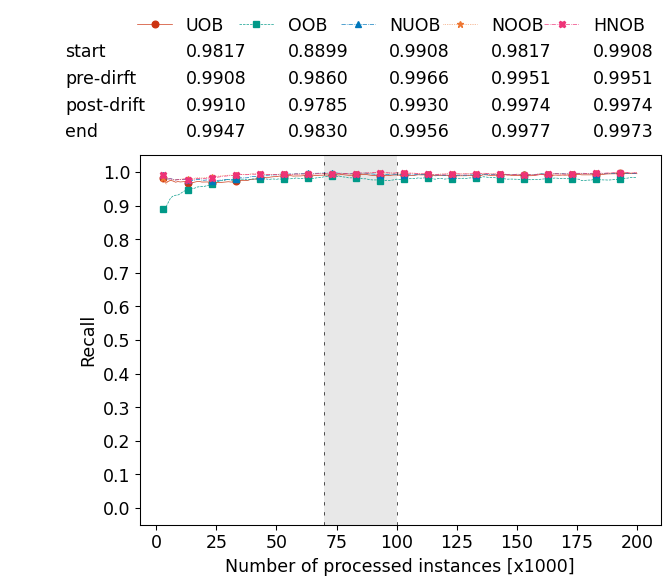 UOB OOB NUOB NOOB HNOB
start 0.9817 0.8899 0.9908 0.9817 0.9908
pre-dirft 0.9908 0.9860 0.9966 0.9951 0.9951
post-drift 0.9910 0.9785 0.9930 0.9974 0.9974
end 0.9947 0.9830 0.9956 0.9977 0.9973
1.0
0.9
0.8
0.7
0.6
0.5
0.4
0.3
0.2
0.1
0.0
Recall
0 25 50 75 100 125 150 175 200
Number of processed instances [x1000]